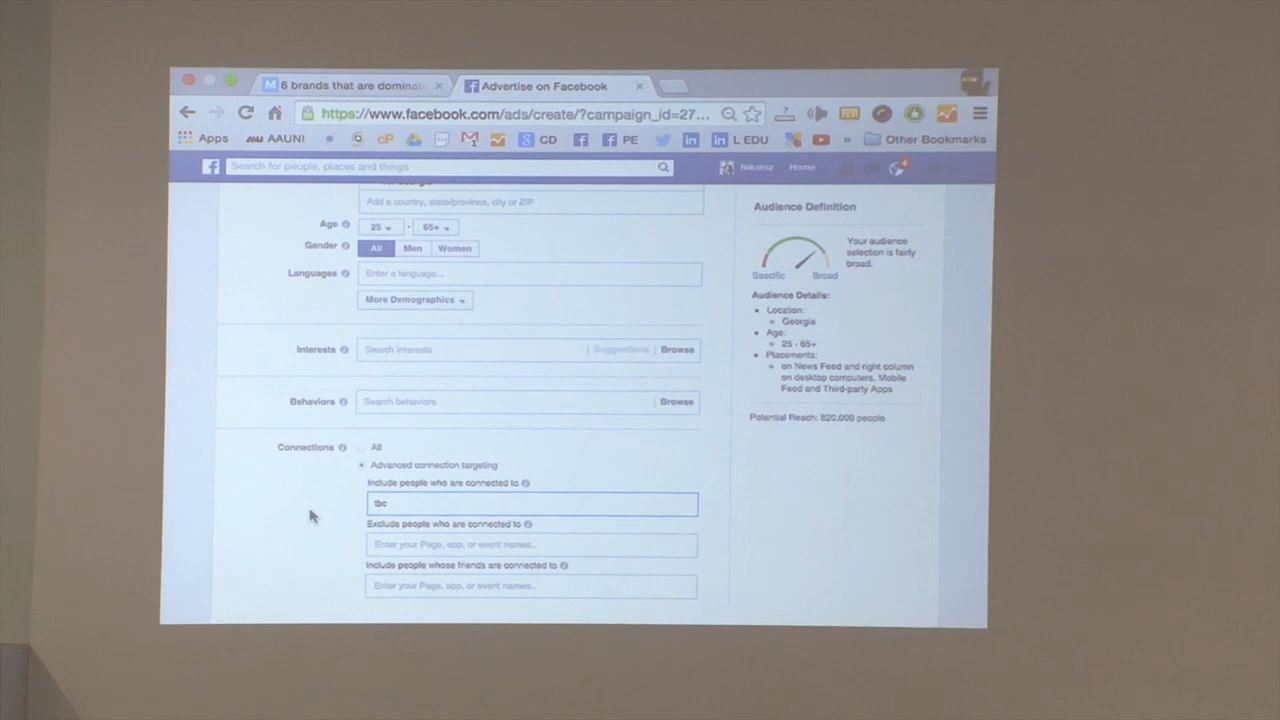 6 brands that are dominat
Advertise on Facebook
https://www.facebook.com/ads/create/?campaign_id=27...
Apps AAUNI cP CD PE L EDU Other Bookmarks
Search for people, places and things
Nikoloz Home 4
Add a country, state/province, city or ZIP
Age 25 - 65+
Gender All Men Women
Languages Enter a language...
More Demographics
Interests Search interests Suggestions Browse
Behaviors Search behaviors Browse
Connections All
Advanced connection targeting
Include people who are connected to
tbc
Exclude people who are connected to
Enter your Page, app, or event names..
Include people whose friends are connected to
Enter your Page, app, or event names..
Audience Definition
Your audience
selection is fairly
broad.
Specific Broad
Audience Details:
Location:
Georgia
Age:
25 - 65+
Placements:
on News Feed and right column
on desktop computers, Mobile
Feed and Third-party Apps
Potential Reach: 820,000 people